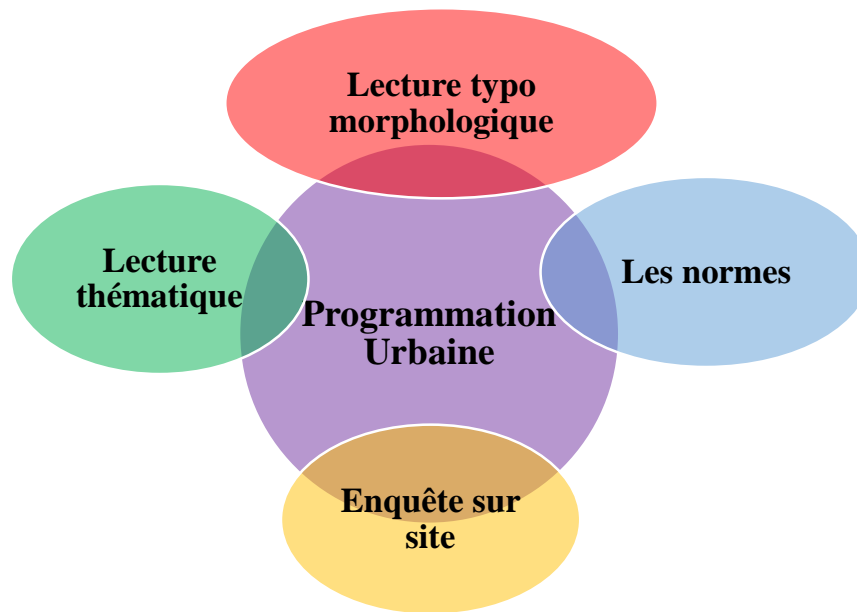 Lecture typo
morphologique
Lecture
thématique
Les normes
Programmation
Urbaine
Enquête sur
site